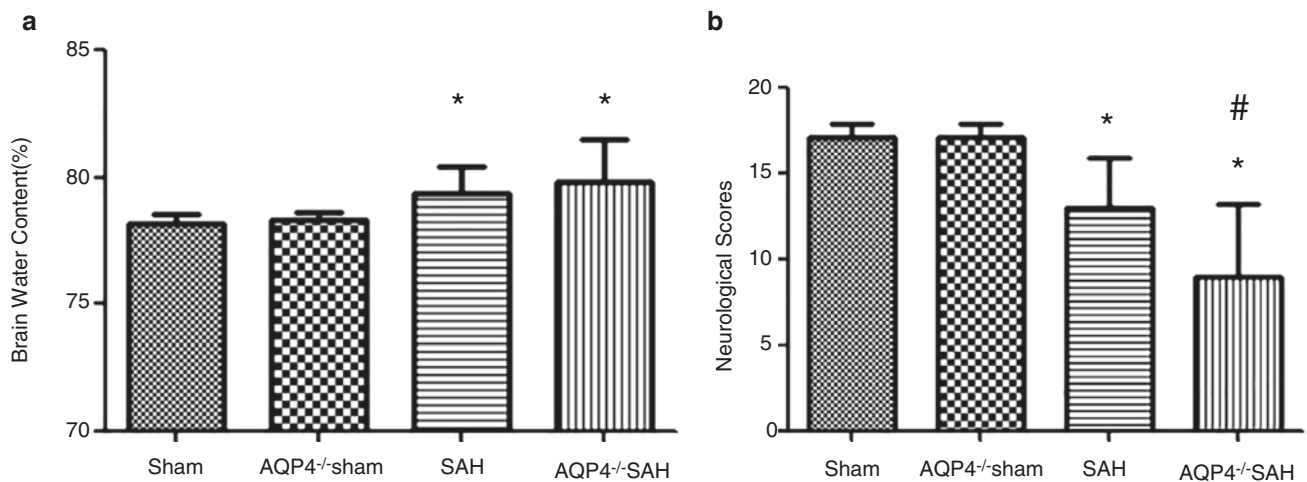 a
Brain Water Content(%)
85
80
75
70
*
*
Sham
AQP4-/-sham
SAH
AQP4-/-SAH
b
Neurological Scores
20
15
10
5
0
*
#
*
Sham
AQP4-/-sham
SAH
AQP4-/-SAH